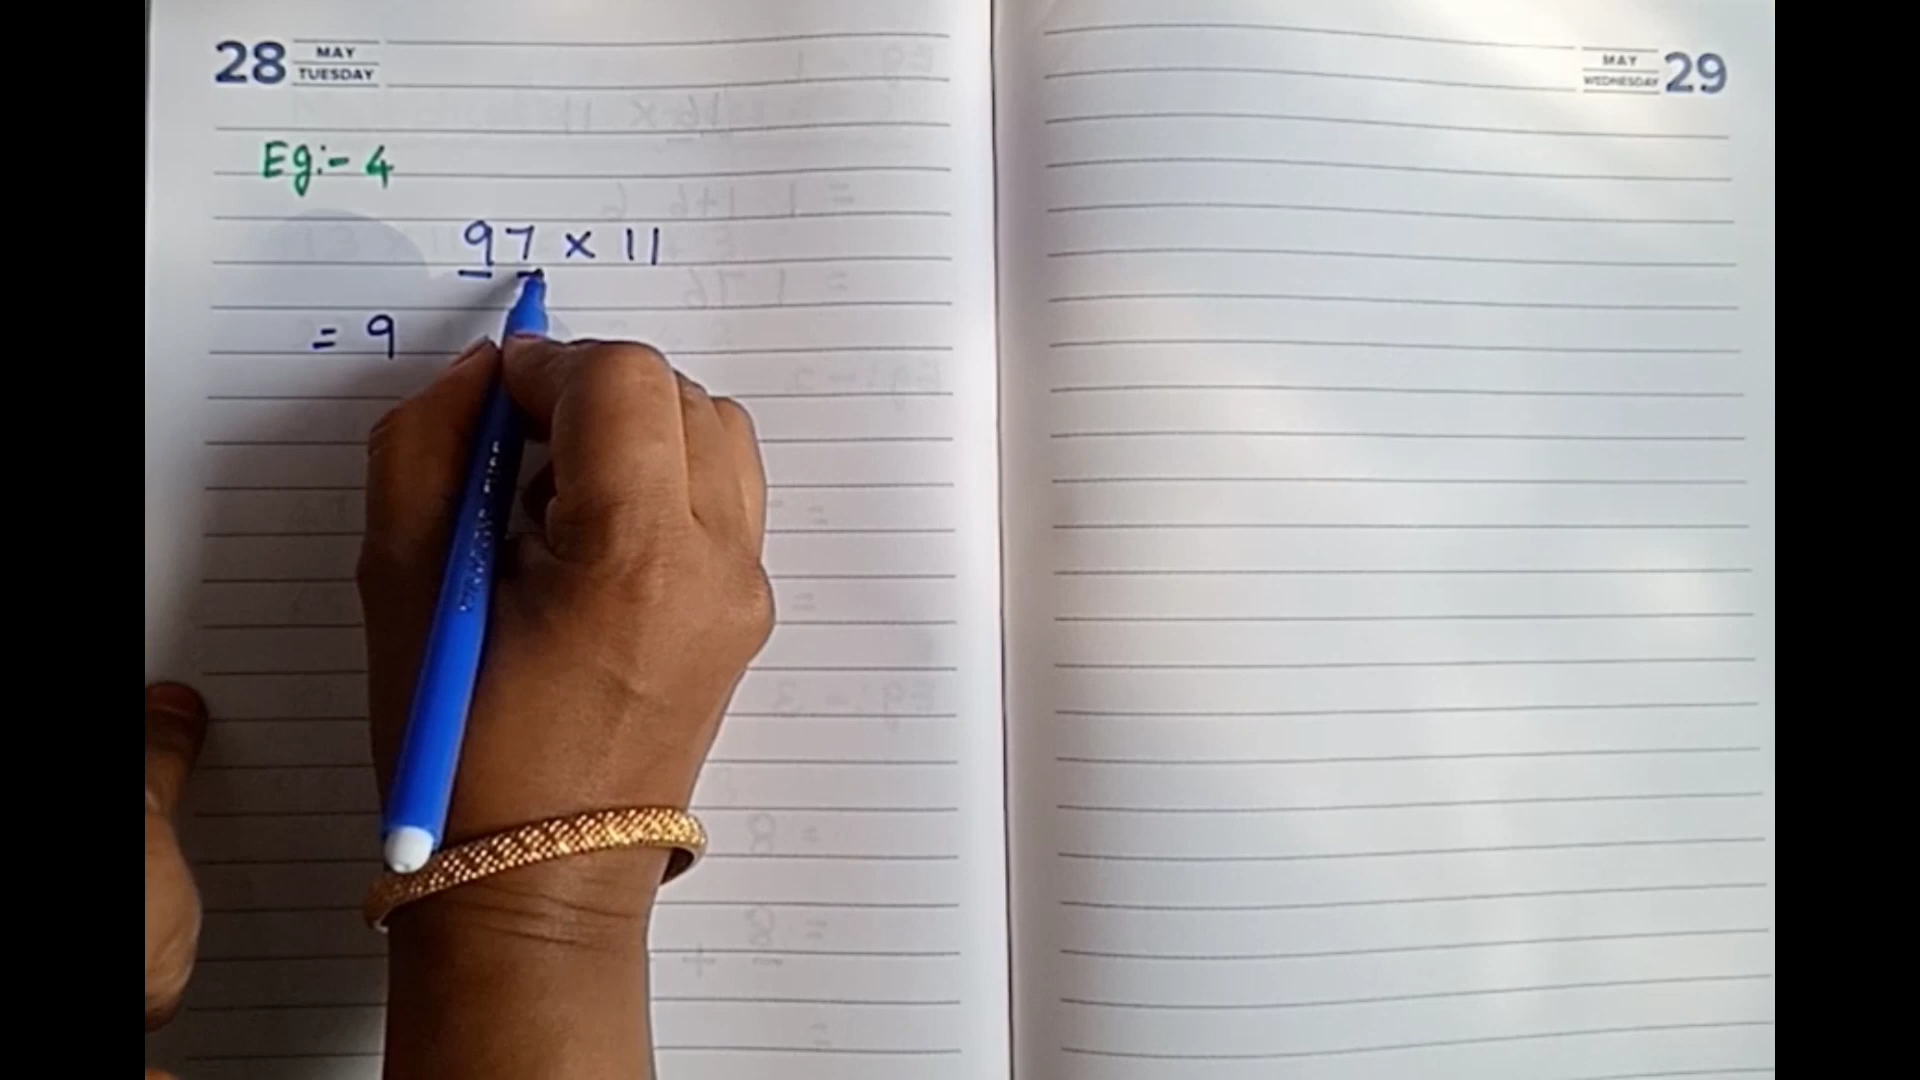 28 MAY TUESDAY
MAY WEDNESDAY 29
Eg:- 4
97 × 11
= 9